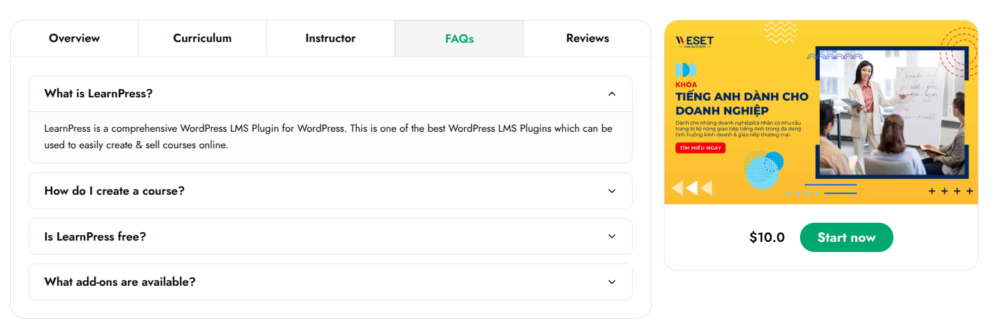 Overview
Curriculum
Instructor
FAQs
Reviews
What is LearnPress?
LearnPress is a comprehensive WordPress LMS Plugin for WordPress. This is one of the best WordPress LMS Plugins which can be
used to easily create & sell courses online.
How do I create a course?
Is LearnPress free?
What add-ons are available?
WESET
ENGLISH CENTER
KHÓA
TIẾNG ANH DÀNH CHO
DOANH NGHIỆP
Dành cho những doanh nghiệp/cá nhân có nhu cầu
trang bị kỹ năng giao tiếp tiếng Anh trong đa dạng
tình huống kinh doanh & giao tiếp thương mại.
TÌM HIỂU NGAY
$10.0
Start now